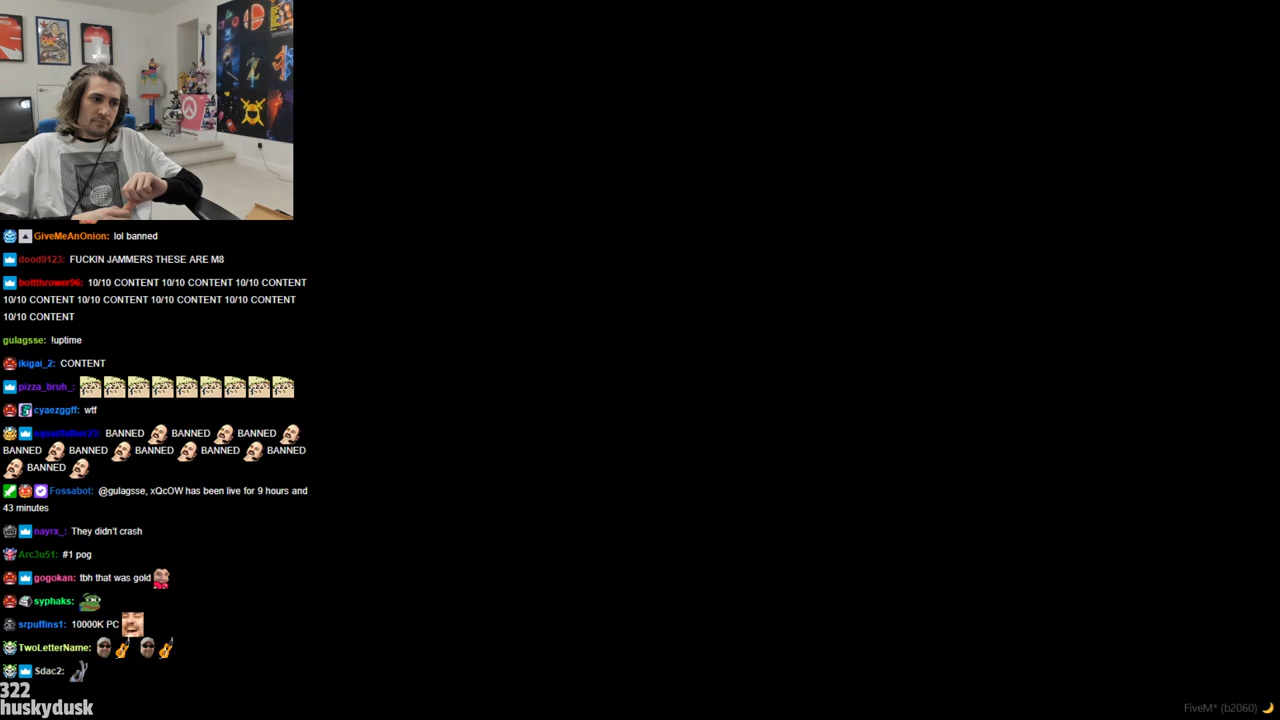 GiveMeAnOnion: lol banned
dood9123: FUCKIN JAMMERS THESE ARE M8
boltthrower96: 10/10 CONTENT 10/10 CONTENT 10/10 CONTENT
10/10 CONTENT 10/10 CONTENT 10/10 CONTENT 10/10 CONTENT
10/10 CONTENT
gulagsse: !uptime
ikigai_2: CONTENT
pizza_bruh_:
cyaezggff: wtf
BANNED BANNED BANNED
BANNED BANNED BANNED BANNED BANNED
BANNED
Fossabot: @gulagsse, xQcOW has been live for 9 hours and
43 minutes
nayrx_: They didn't crash
ArcJu51: #1 pog
gogokan: tbh that was gold
syphaks:
srpuffins1: 10000K PC
TwoLetterName:
Sdac2:
322
huskydusk
FiveM* (b2060)